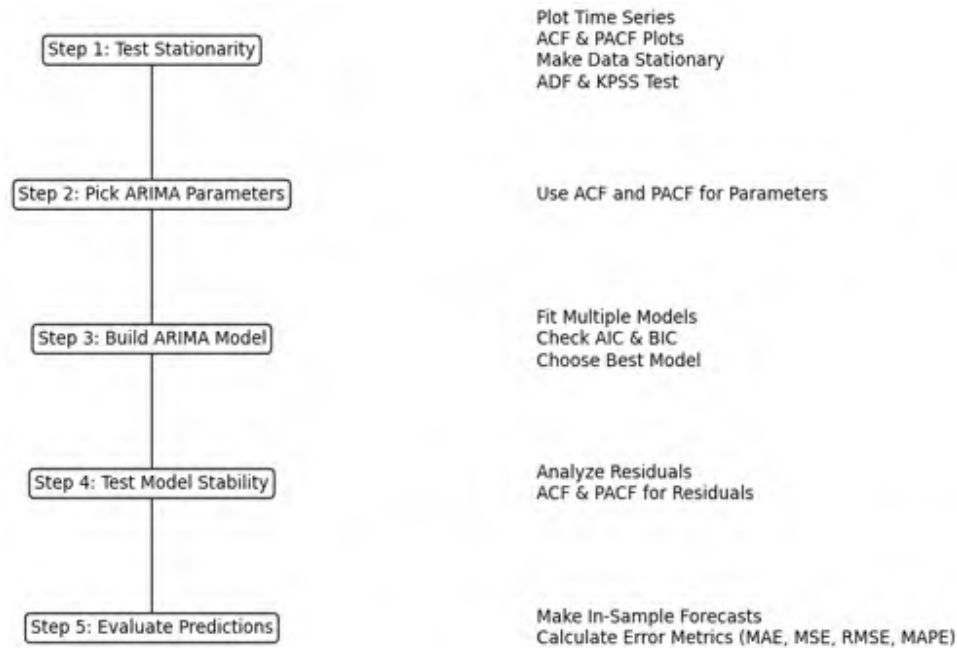 Step 1: Test Stationarity
Plot Time Series
ACF & PACF Plots
Make Data Stationary
ADF & KPSS Test
Step 2: Pick ARIMA Parameters
Use ACF and PACF for Parameters
Step 3: Build ARIMA Model
Fit Multiple Models
Check AIC & BIC
Choose Best Model
Step 4: Test Model Stability
Analyze Residuals
ACF & PACF for Residuals
Step 5: Evaluate Predictions
Make In-Sample Forecasts
Calculate Error Metrics (MAE, MSE, RMSE, MAPE)